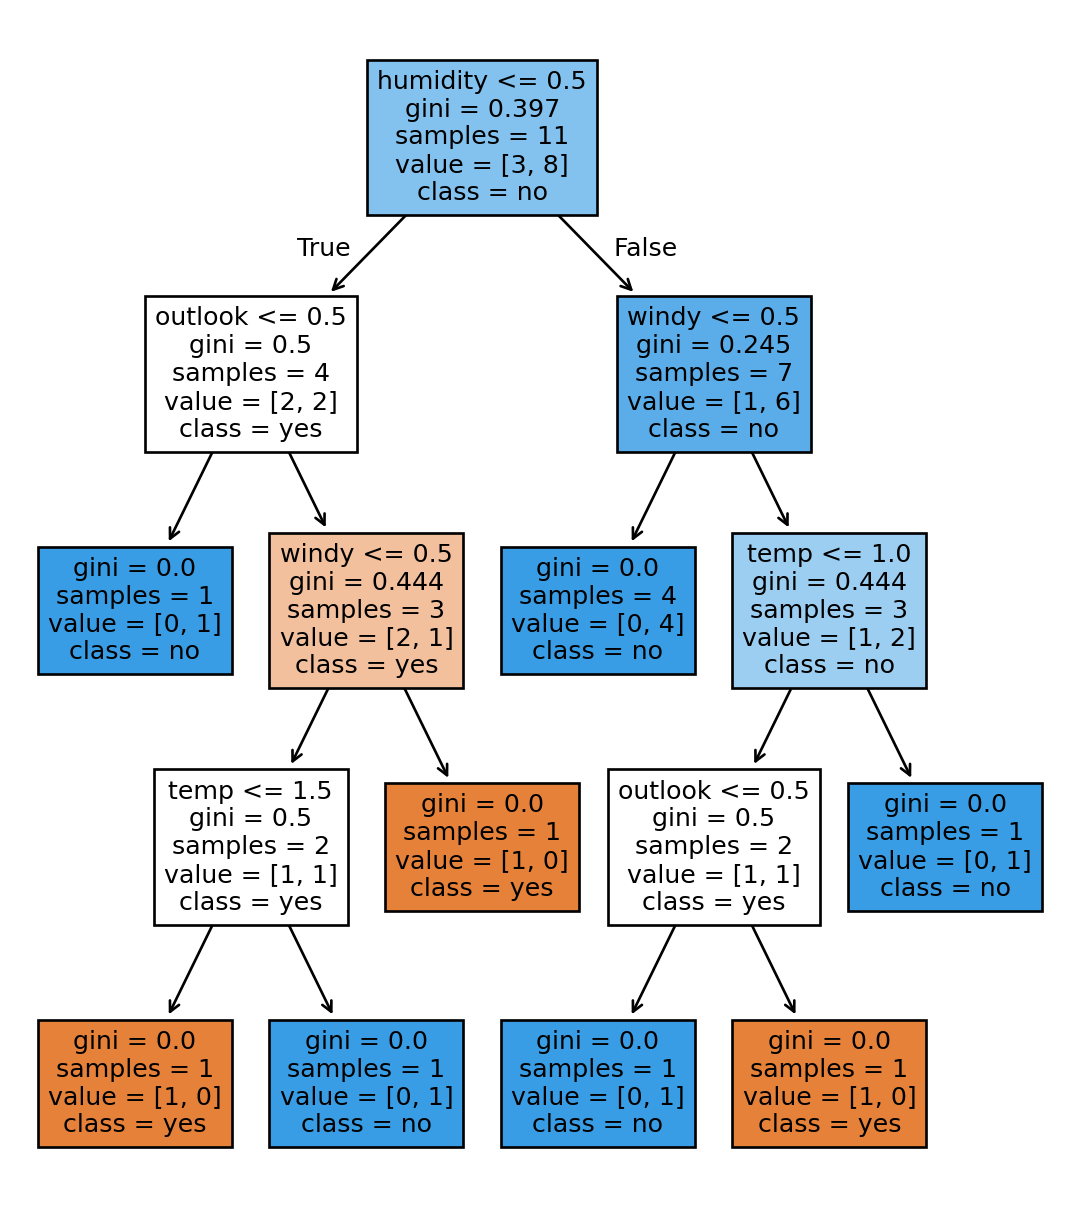 humidity <= 0.5
gini = 0.397
samples = 11
value = [3, 8]
class = no
True
False
outlook <= 0.5
gini = 0.5
samples = 4
value = [2, 2]
class = yes
windy <= 0.5
gini = 0.245
samples = 7
value = [1, 6]
class = no
gini = 0.0
samples = 1
value = [0, 1]
class = no
windy <= 0.5
gini = 0.444
samples = 3
value = [2, 1]
class = yes
gini = 0.0
samples = 4
value = [0, 4]
class = no
temp <= 1.0
gini = 0.444
samples = 3
value = [1, 2]
class = no
temp <= 1.5
gini = 0.5
samples = 2
value = [1, 1]
class = yes
gini = 0.0
samples = 1
value = [1, 0]
class = yes
outlook <= 0.5
gini = 0.5
samples = 2
value = [1, 1]
class = yes
gini = 0.0
samples = 1
value = [0, 1]
class = no
gini = 0.0
samples = 1
value = [1, 0]
class = yes
gini = 0.0
samples = 1
value = [0, 1]
class = no
gini = 0.0
samples = 1
value = [0, 1]
class = no
gini = 0.0
samples = 1
value = [1, 0]
class = yes